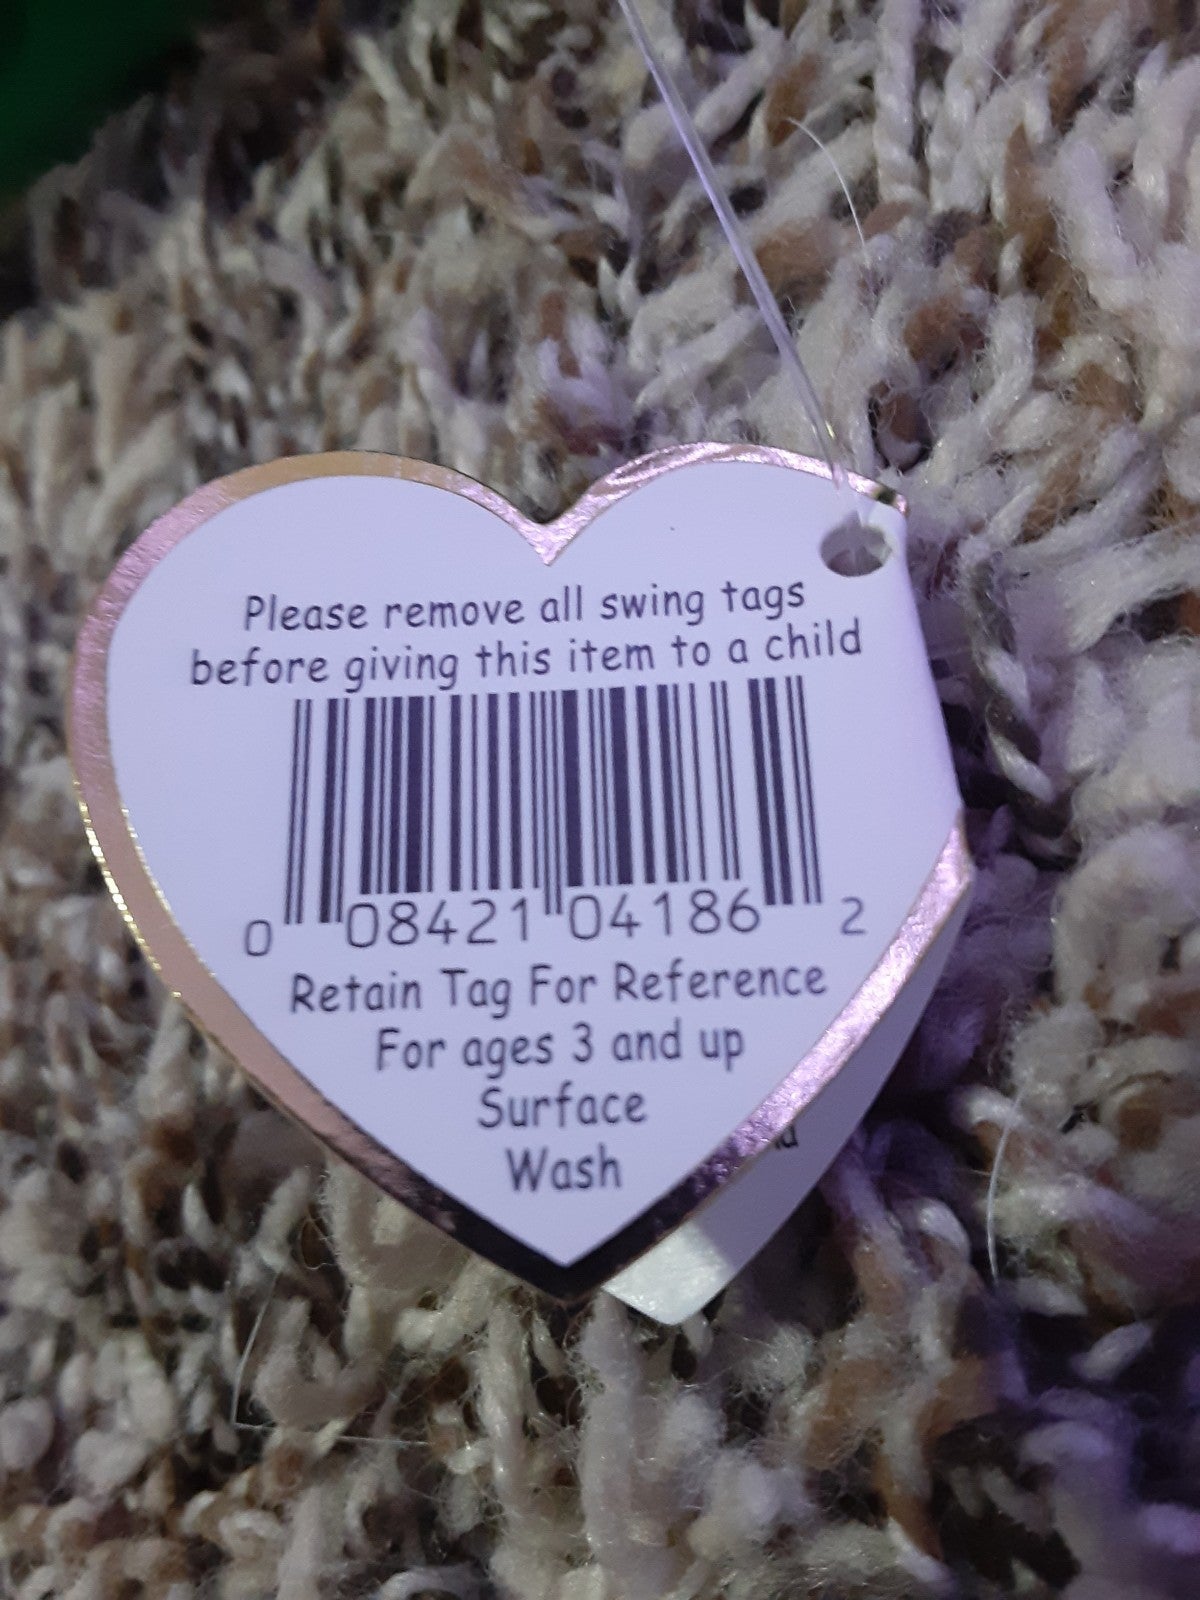 Please remove all swing tags
before giving this item to a child
0 08421 04186 2
Retain Tag For Reference
For ages 3 and up
Surface
Wash